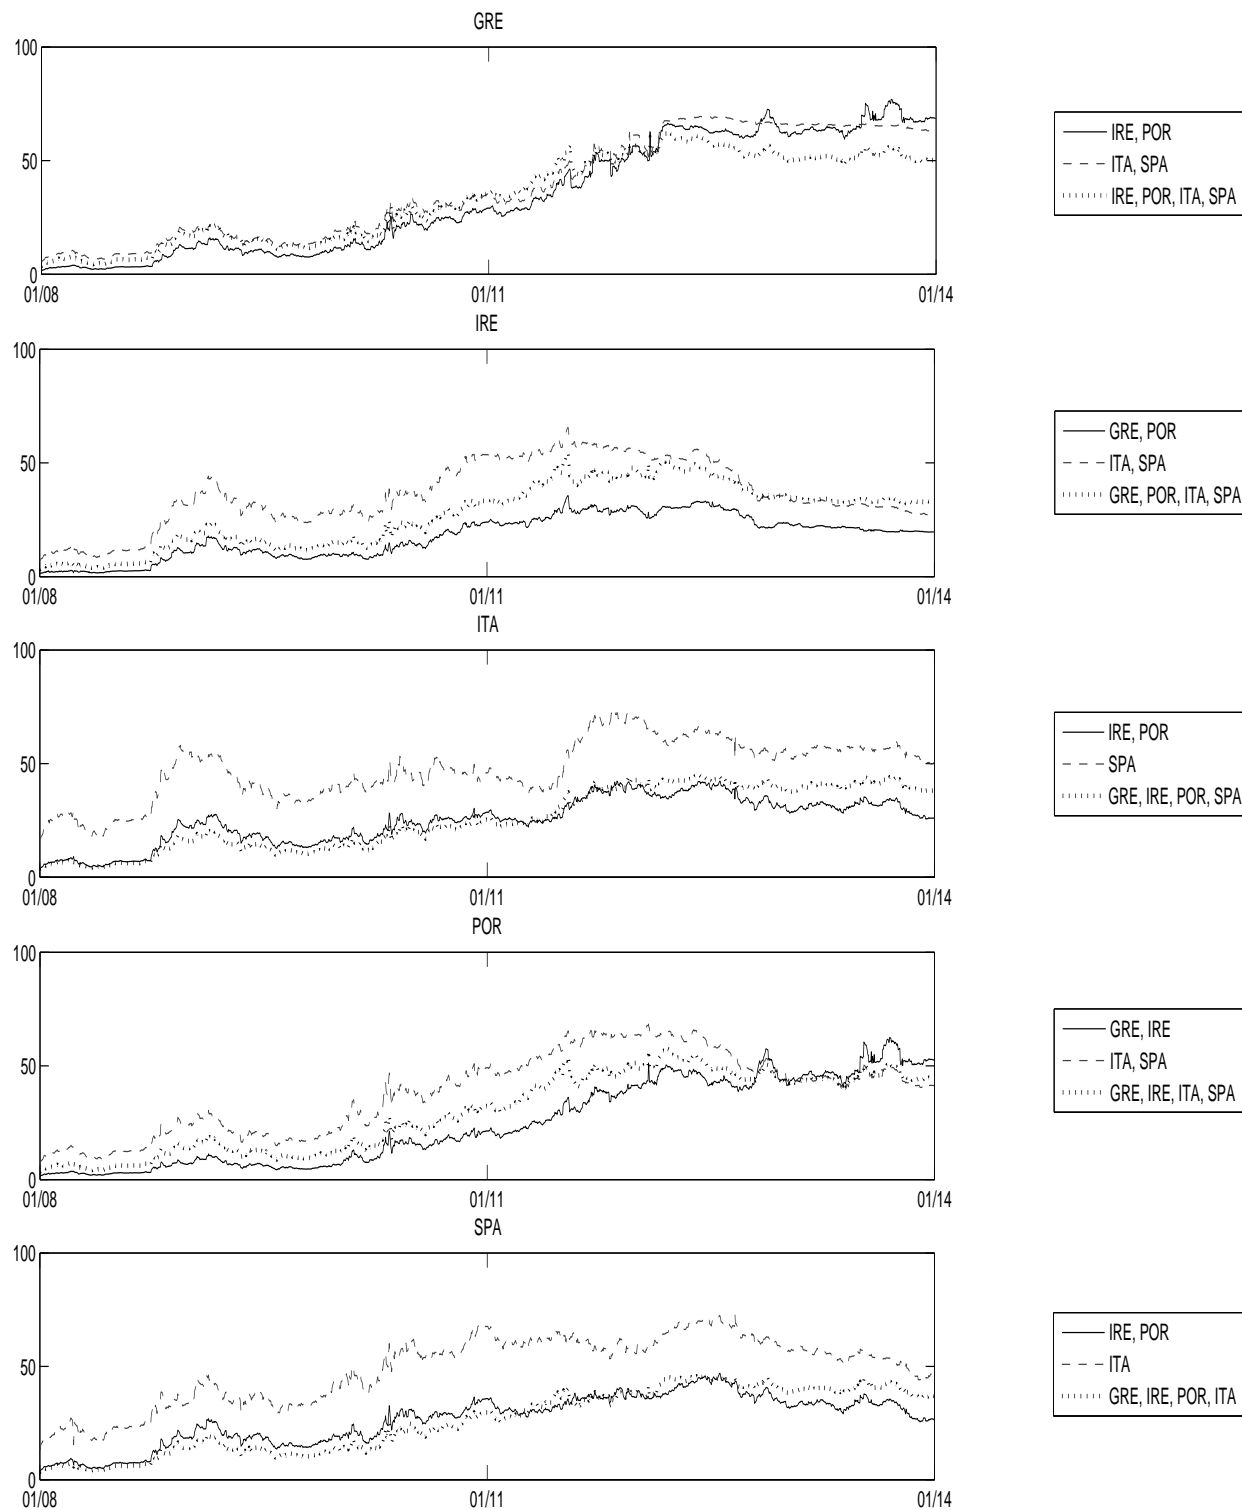 GRE
100
50
0
01/08
01/11
01/14
IRE, POR
ITA, SPA
IRE, POR, ITA, SPA
IRE
100
50
0
01/08
01/11
01/14
GRE, POR
ITA, SPA
GRE, POR, ITA, SPA
ITA
100
50
0
01/08
01/11
01/14
IRE, POR
SPA
GRE, IRE, POR, SPA
POR
100
50
0
01/08
01/11
01/14
GRE, IRE
ITA, SPA
GRE, IRE, ITA, SPA
SPA
100
50
0
01/08
01/11
01/14
IRE, POR
ITA
GRE, IRE, POR, ITA